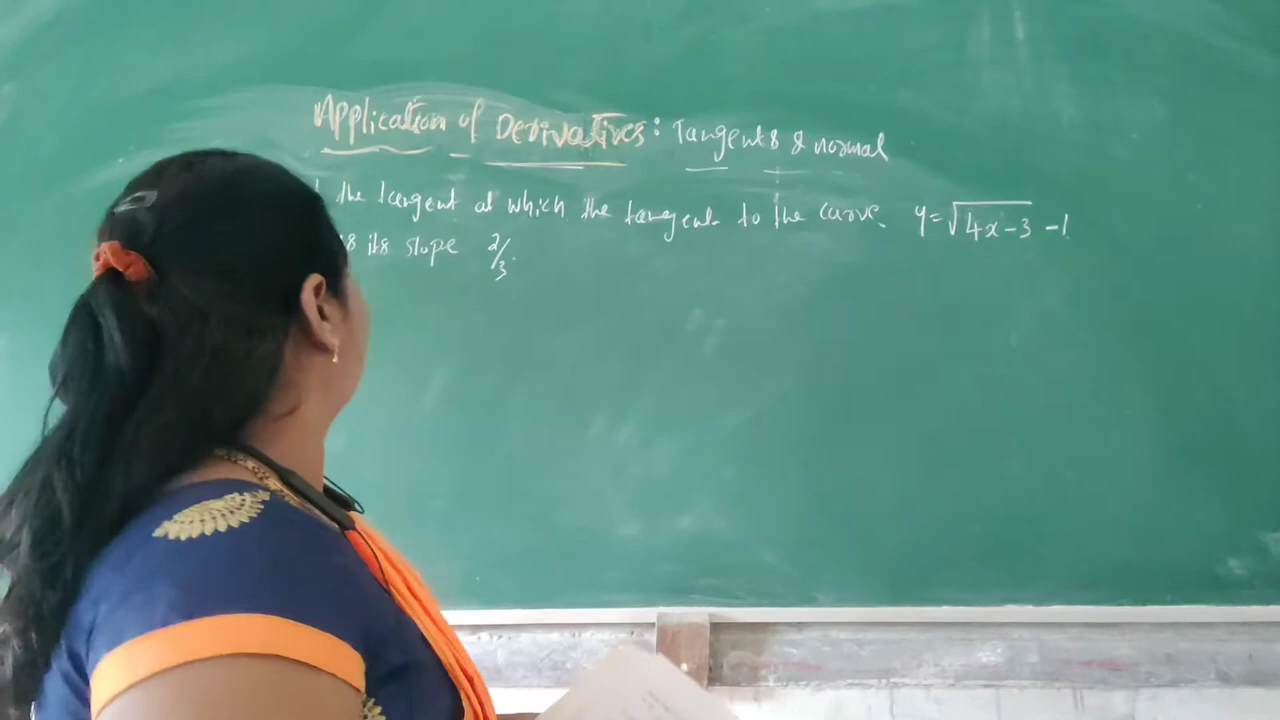 Application of Derivatives: Tangents & normal
the tangent at which the tangent to the curve y = √4x-3 -1
its slope 2/3.